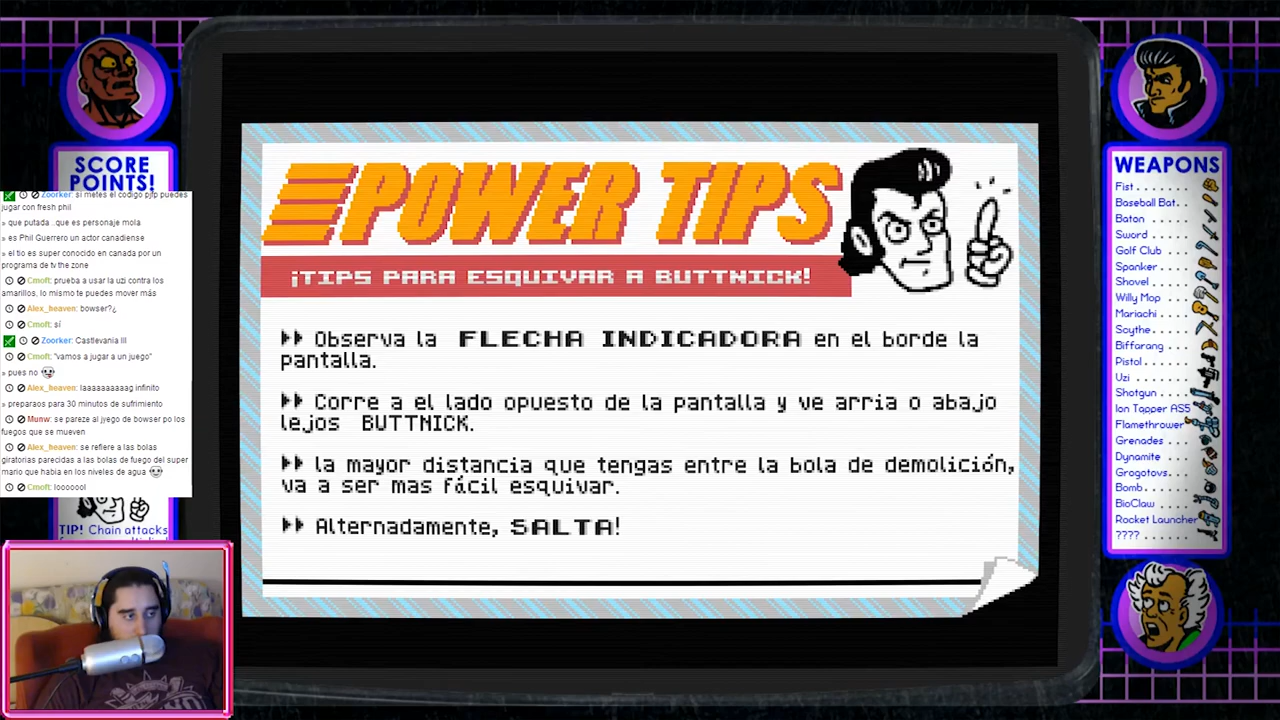 SCORE
POINTS!
Zoorker: si metes el codigo pjfp puedes
jugar con fresh phil
» que putada ..que es personaje mola
» es Phil Guerrero un actor canadiense
» el tio es super conocido en canada por un
programa de tv the zone
Cmoft: prueba a usar la uzi contra los
amarillos, lo mismo te puedes mover más
Alex_heaven: bowser?¿
Cmoft: sí
Zoorker: Castlevania III
Cmoft: "vamos a jugar a un juego"
» pues no
Alex_heaven: laaaaaaaaag infinito
» preparaos para 30 minutos de sufrimiento
Munw: se pareze al jyego de bowser po los
fuegos que se mueven
Alex_heaven: se refiere a las bolas
giratorias parecidas a las bolas de fuego del super
mario que habia en los niveles de agua
Cmoft: looooool
TIP! Chain attacks
POWER TIPS
¡TIPS PARA ESQUIVAR A BUTTNICK!
Observa la FLECHA INDICADORA en el borde la
pantalla.
Corre a el lado opuesto de la pantalla y ve arria o abajo
lejos BUTTNICK.
la mayor distancia que tengas entre la bola de demolición,
va a ser mas fácil esquivar.
Alternadamente, SALTA!
WEAPONS
Fist . . . . . . .
Baseball Bat. .
Baton . . . . . .
Sword . . . . . .
Golf Club . . .
Spanker . . . .
Shovel . . . . .
Willy Mop . . .
Mariachi . . . .
Scythe . . . . .
Biffarang . . .
Pistol . . . . . .
Uzi . . . . . . .
Shotgun . . . .
Ion Tapper AS5
Flamethrower
Grenades . . .
Dynamite . . .
Grogotovs. . .
Bomb. . . . . .
BioClaw . . . .
Rocket Launcher
???? . . . . . .